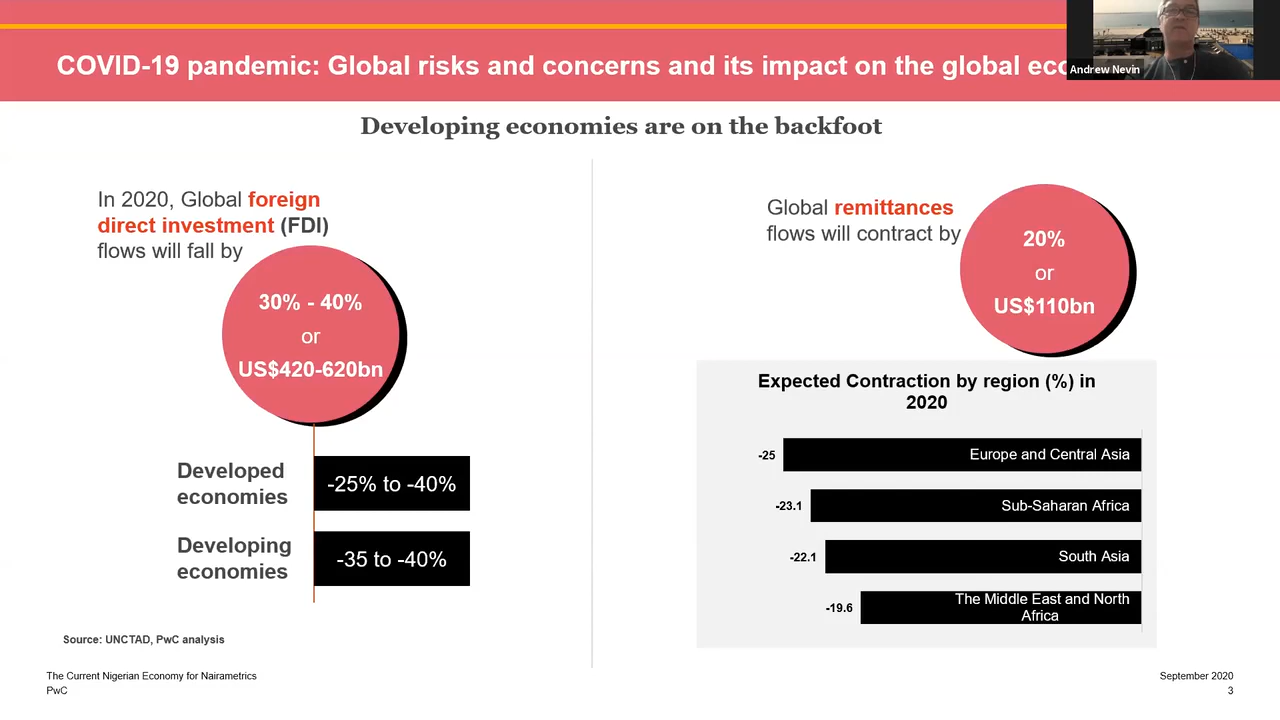 COVID-19 pandemic: Global risks and concerns and its impact on the global eco
Andrew Nevin
Developing economies are on the backfoot
In 2020, Global foreign
direct investment (FDI)
flows will fall by
30% - 40%
or
US$420-620bn
Developed
economies
-25% to -40%
Developing
economies
-35 to -40%
Source: UNCTAD, PwC analysis
Global remittances
flows will contract by
20%
or
US$110bn
Expected Contraction by region (%) in
2020
-25 Europe and Central Asia
-23.1 Sub-Saharan Africa
-22.1 South Asia
-19.6 The Middle East and North
Africa
The Current Nigerian Economy for Nairametrics
PwC
September 2020
3